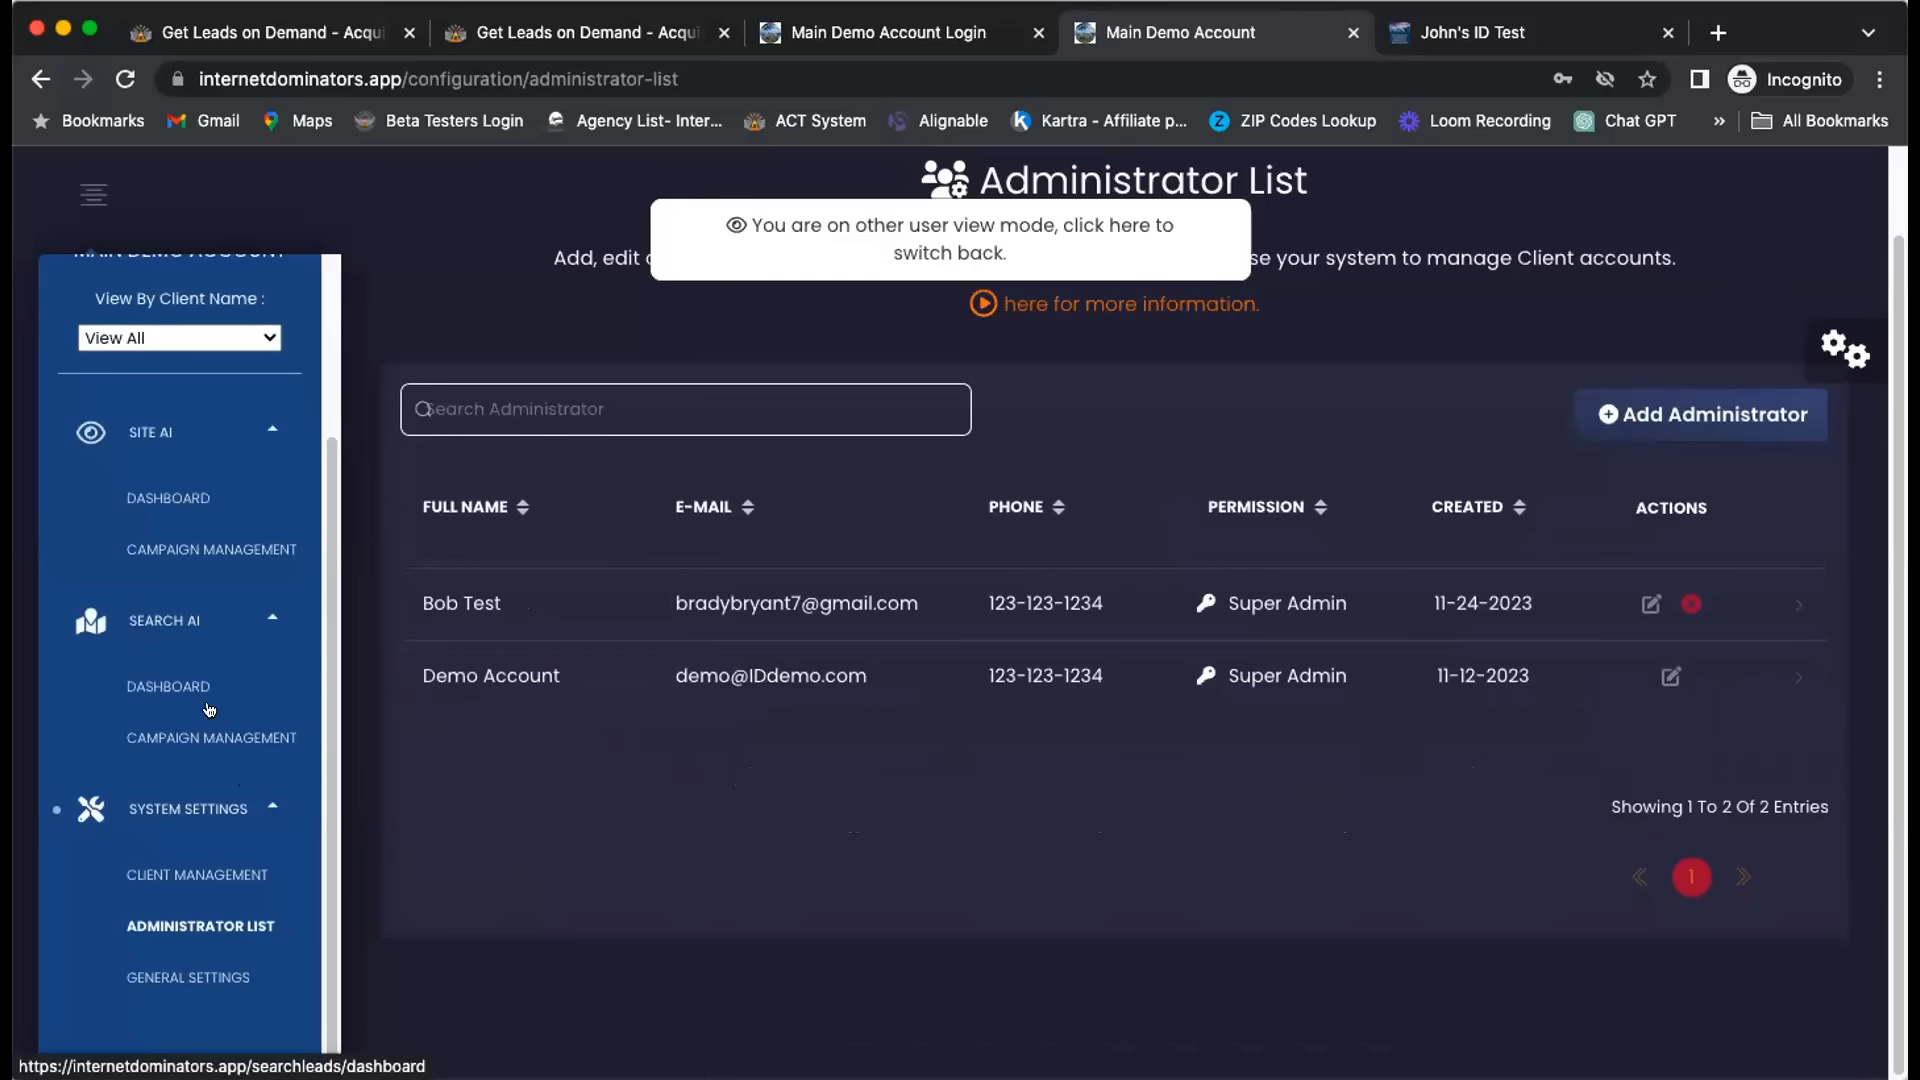 Get Leads on Demand - Acqui
Get Leads on Demand - Acqui
Main Demo Account Login
Main Demo Account
John's ID Test
internetdominators.app/configuration/administrator-list
Incognito
Bookmarks
Gmail
Maps
Beta Testers Login
Agency List- Inter...
ACT System
Alignable
Kartra - Affiliate p...
ZIP Codes Lookup
Loom Recording
Chat GPT
»
All Bookmarks
Administrator List
You are on other user view mode, click here to
switch back.
Add, edit
se your system to manage Client accounts.
here for more information.
MAIN DEMO ACCOUNT
View By Client Name :
View All
SITE AI
DASHBOARD
CAMPAIGN MANAGEMENT
SEARCH AI
DASHBOARD
CAMPAIGN MANAGEMENT
SYSTEM SETTINGS
CLIENT MANAGEMENT
ADMINISTRATOR LIST
GENERAL SETTINGS
Search Administrator
Add Administrator
FULL NAME E-MAIL PHONE PERMISSION CREATED ACTIONS
Bob Test bradybryant7@gmail.com 123-123-1234 Super Admin 11-24-2023
Demo Account demo@IDdemo.com 123-123-1234 Super Admin 11-12-2023
Showing 1 To 2 Of 2 Entries
« 1 »
https://internetdominators.app/searchleads/dashboard